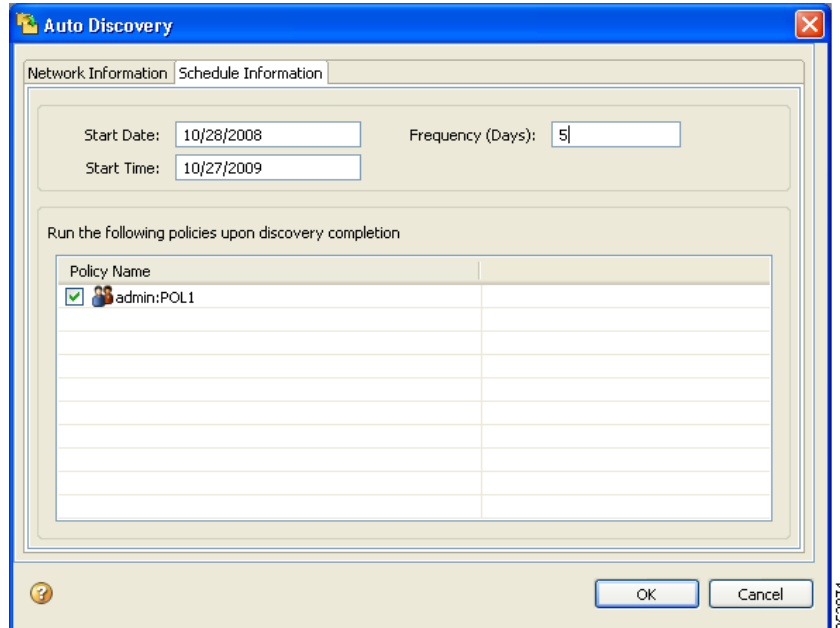 Auto Discovery
Network Information Schedule Information
Start Date: 10/28/2008 Frequency (Days): 5
Start Time: 10/27/2009
Run the following policies upon discovery completion
Policy Name
admin:POL1
OK Cancel